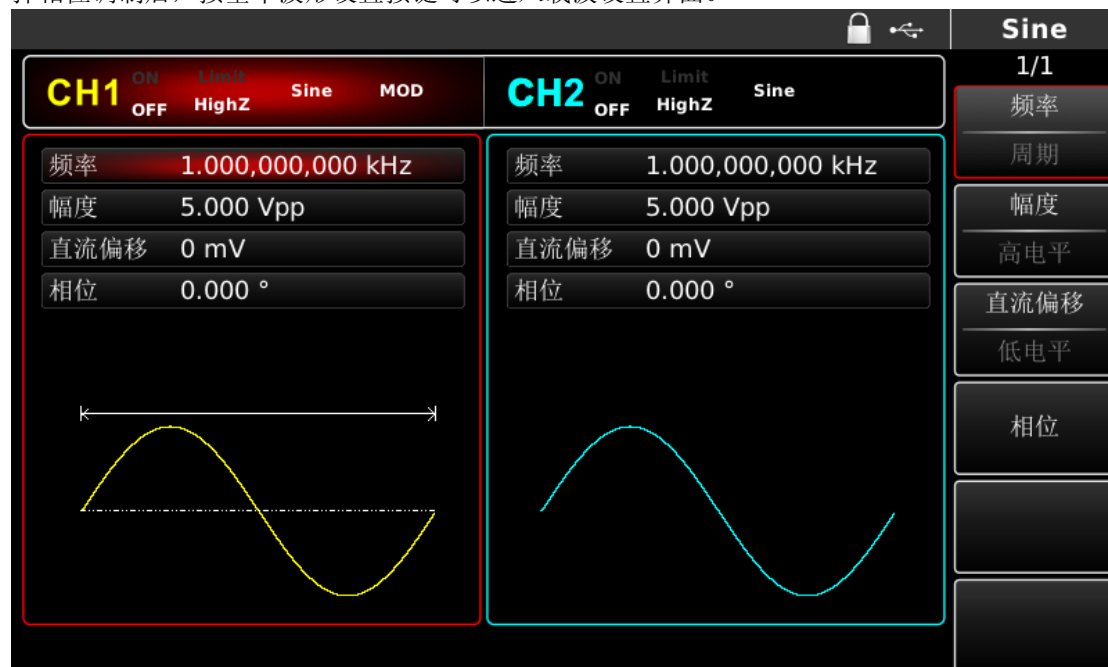 Sine
1/1
CH1 ON OFF Limit HighZ Sine MOD
CH2 ON OFF Limit HighZ Sine
频率 1.000,000,000 kHz
幅度 5.000 Vpp
直流偏移 0 mV
相位 0.000 °
频率 1.000,000,000 kHz
幅度 5.000 Vpp
直流偏移 0 mV
相位 0.000 °
频率
周期
幅度
高电平
直流偏移
低电平
相位